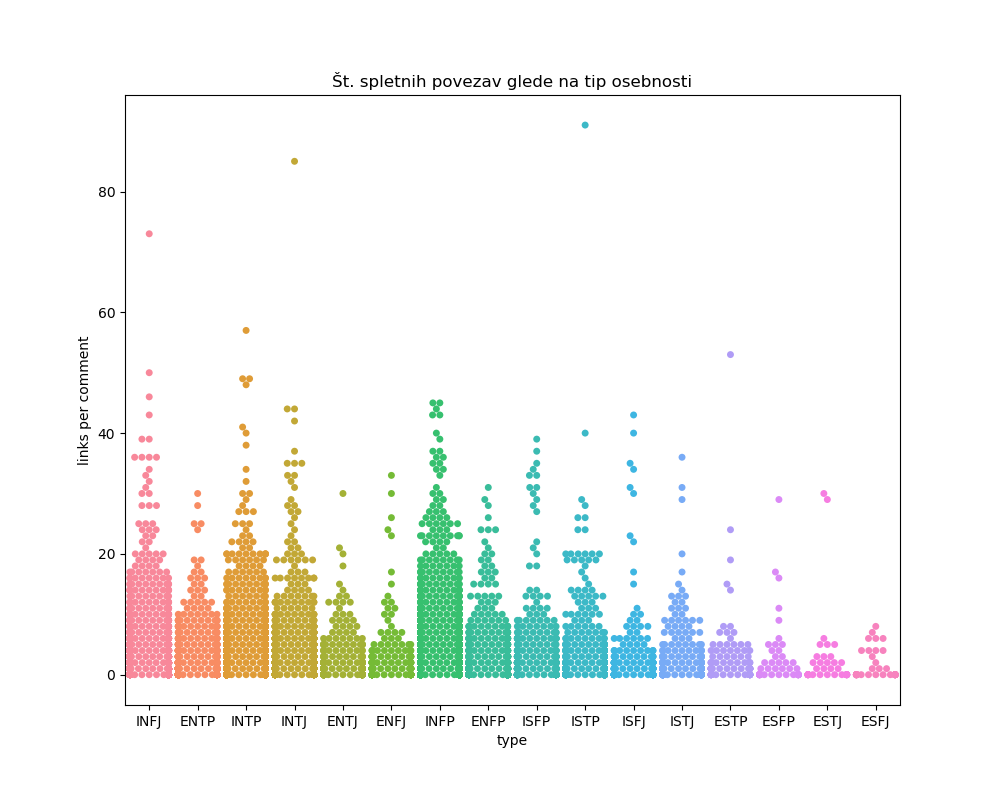 Št. spletnih povezav glede na tip osebnosti
links per comment
80
60
40
20
0
INFJ ENTP INTP INTJ ENTJ ENFJ INFP ENFP ISFP ISTP ISFJ ISTJ ESTP ESFP ESTJ ESFJ
type